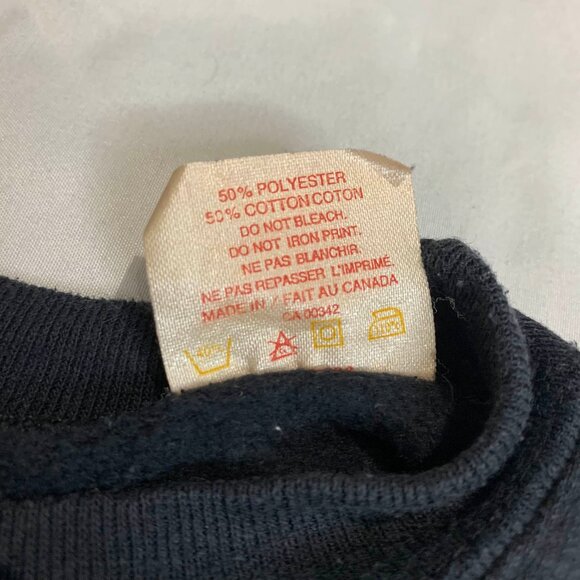 50% POLYESTER
50% COTTON COTON
DO NOT BLEACH.
DO NOT IRON PRINT.
NE PAS BLANCHIR.
NE PAS REPASSER L'IMPRIMÉ.
MADE IN / FAIT AU CANADA
CA 00342
40°